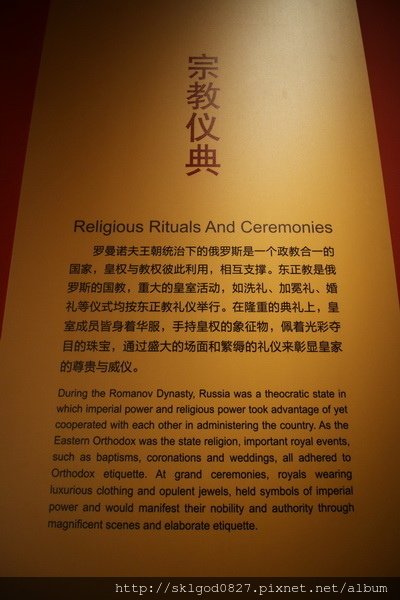 宗教仪典
Religious Rituals And Ceremonies
罗曼诺夫王朝统治下的俄罗斯是一个政教合一的
国家，皇权与教权彼此利用，相互支撑。东正教是俄
罗斯的国教，重大的皇室活动，如洗礼、加冕礼、婚
礼等仪式均按东正教礼仪举行。在隆重的典礼上，皇
室成员皆身着华服，手持皇权的象征物，佩着光彩夺
目的珠宝，通过盛大的场面和繁缛的礼仪来彰显皇家
的尊贵与威仪。
During the Romanov Dynasty, Russia was a theocratic state in
which imperial power and religious power took advantage of yet
cooperated with each other in administering the country. As the
Eastern Orthodox was the state religion, important royal events,
such as baptisms, coronations and weddings, all adhered to
Orthodox etiquette. At grand ceremonies, royals wearing
luxurious clothing and opulent jewels, held symbols of imperial
power and would manifest their nobility and authority through
magnificent scenes and elaborate etiquette.
http://sklgod0827.pixnet.net/album